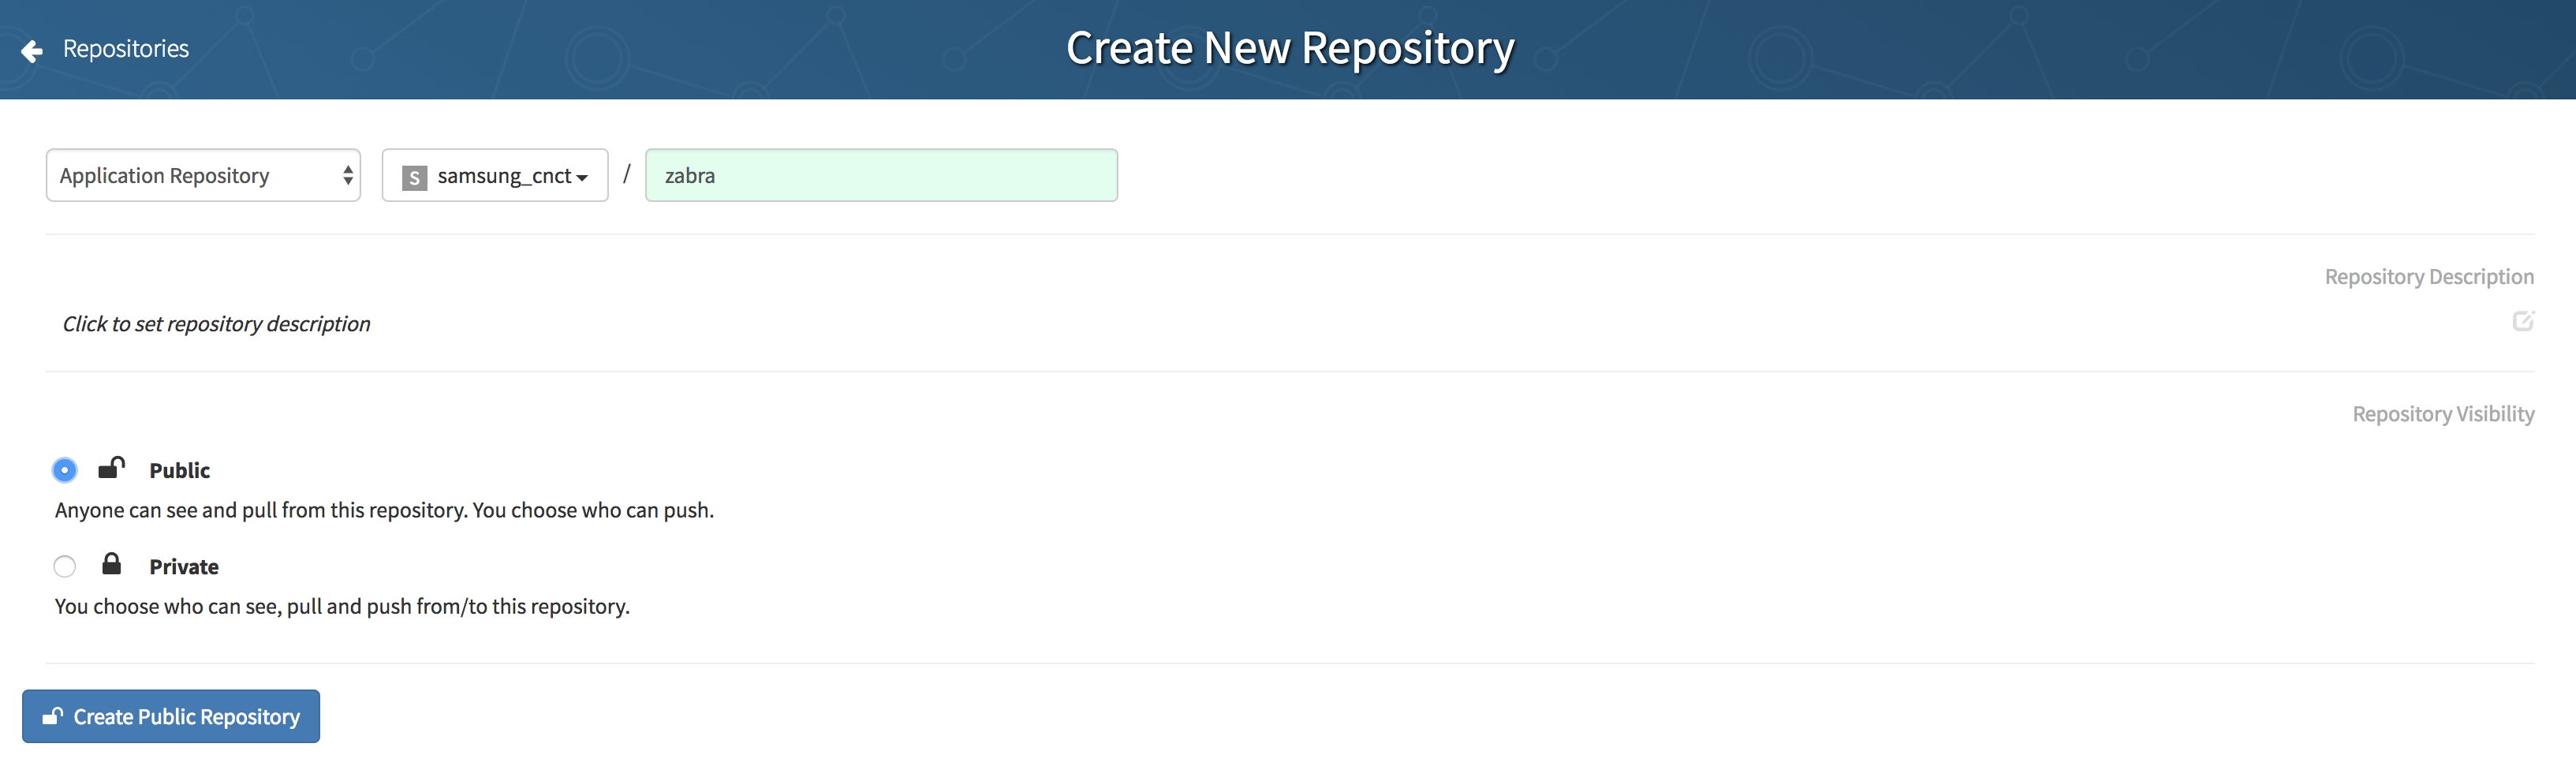 Repositories
Create New Repository
Application Repository
S samsung_cnct / zabra
Repository Description
Click to set repository description
Repository Visibility
Public
Anyone can see and pull from this repository. You choose who can push.
Private
You choose who can see, pull and push from/to this repository.
Create Public Repository